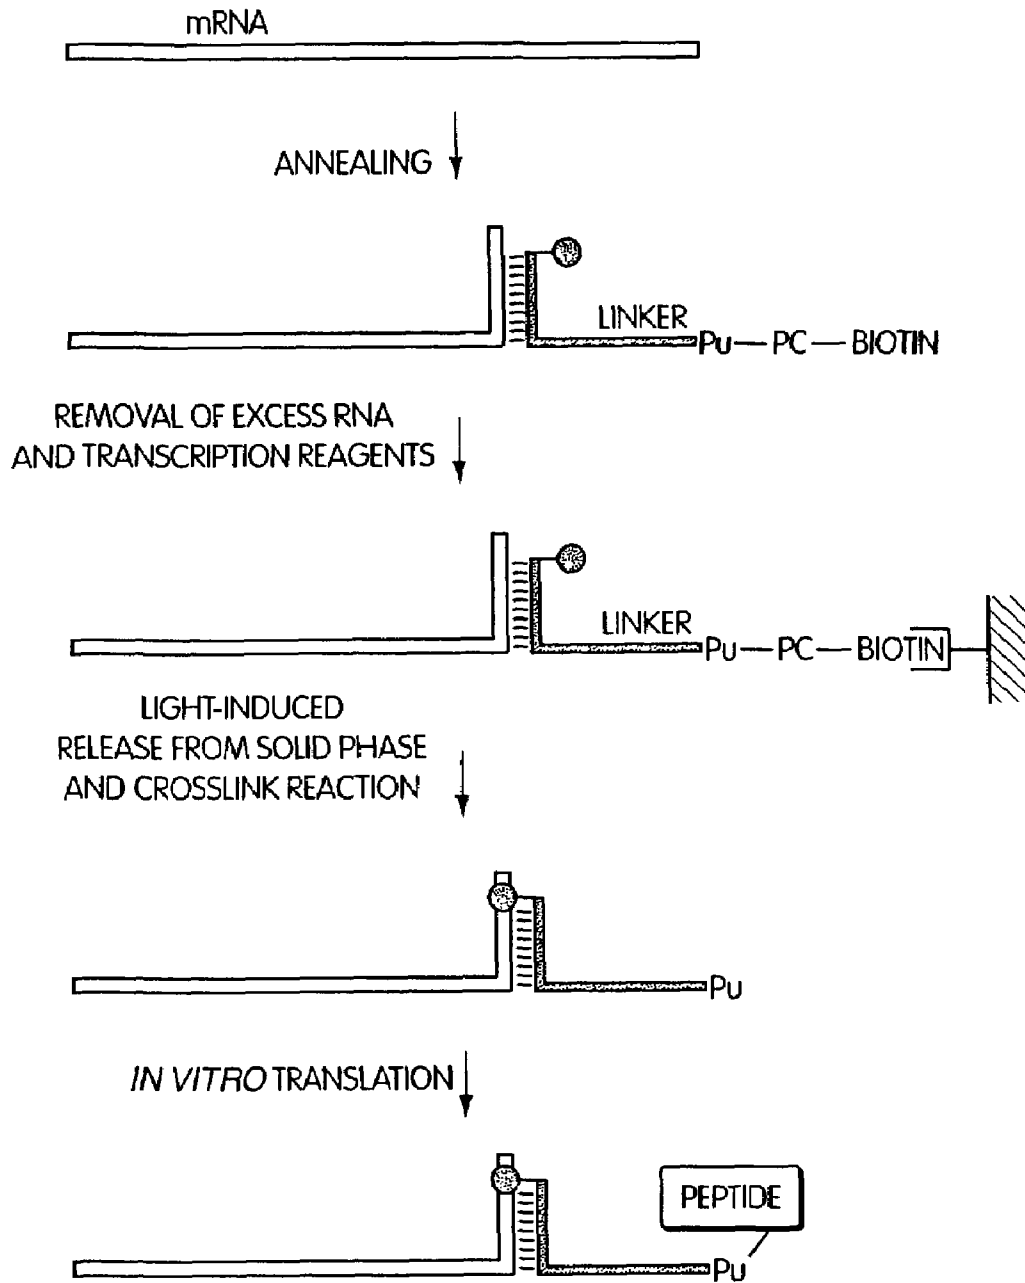 mRNA
ANNEALING
LINKER
Pu — PC — BIOTIN
REMOVAL OF EXCESS RNA
AND TRANSCRIPTION REAGENTS
LINKER
Pu — PC — BIOTIN
LIGHT-INDUCED
RELEASE FROM SOLID PHASE
AND CROSSLINK REACTION
Pu
IN VITRO TRANSLATION
PEPTIDE
Pu